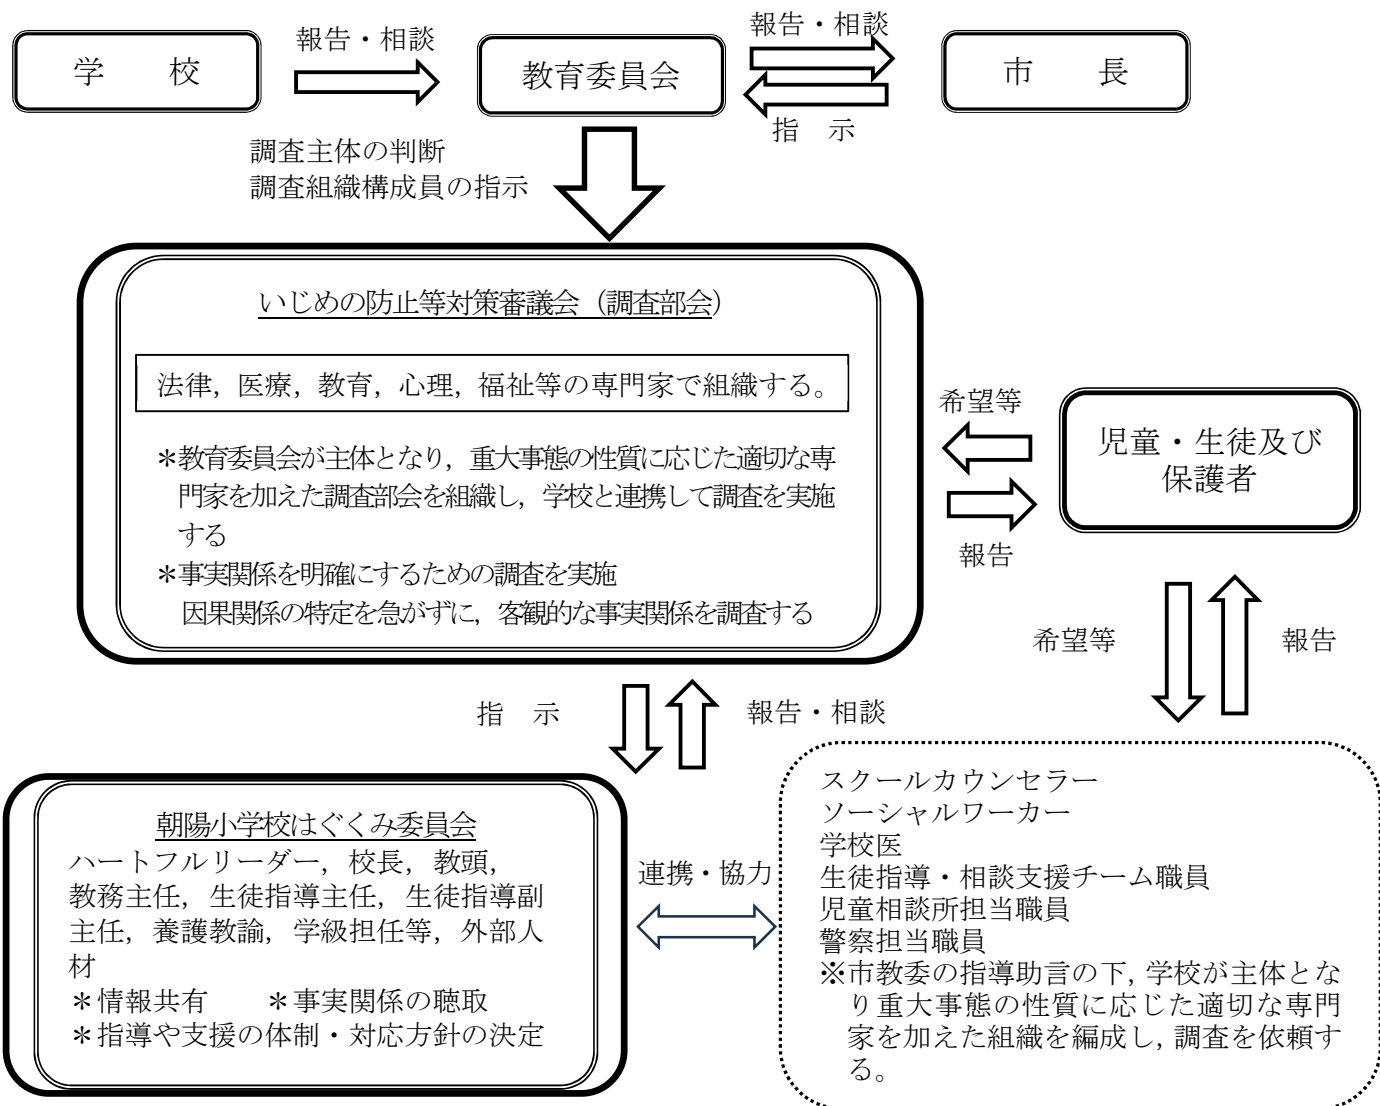 報告・相談
報告・相談
学　校
教育委員会
市　長
指　示
調査主体の判断
調査組織構成員の指示
いじめの防止等対策審議会（調査部会）
法律，医療，教育，心理，福祉等の専門家で組織する。
＊教育委員会が主体となり，重大事態の性質に応じた適切な専
門家を加えた調査部会を組織し，学校と連携して調査を実施
する
＊事実関係を明確にするための調査を実施
因果関係の特定を急がずに，客観的な事実関係を調査する
希望等
児童・生徒及び
保護者
報告
希望等
報告
指　示
報告・相談
朝陽小学校はぐくみ委員会
ハートフルリーダー，校長，教頭，
教務主任，生徒指導主任，生徒指導副
主任，養護教諭，学級担任等，外部人
材
＊情報共有　＊事実関係の聴取
＊指導や支援の体制・対応方針の決定
連携・協力
スクールカウンセラー
ソーシャルワーカー
学校医
生徒指導・相談支援チーム職員
児童相談所担当職員
警察担当職員
※市教委の指導助言の下，学校が主体とな
り重大事態の性質に応じた適切な専門
家を加えた組織を編成し，調査を依頼す
る。